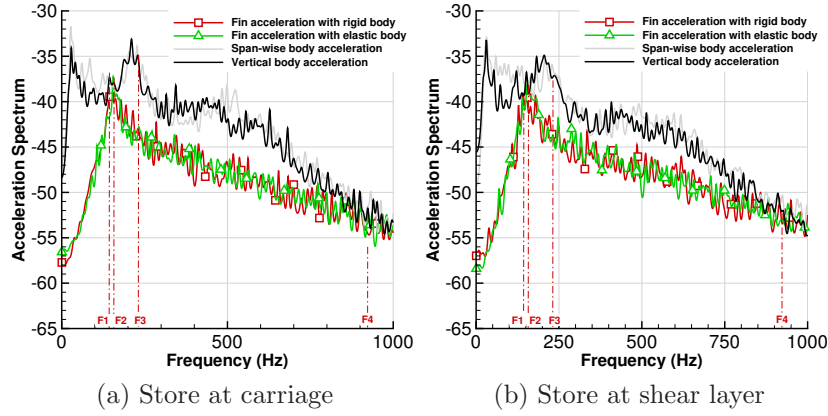 -30
-35
-40
-45
-50
-55
-60
-65
Acceleration Spectrum
Fin acceleration with rigid body
Fin acceleration with elastic body
Span-wise body acceleration
Vertical body acceleration
F1
F2
F3
F4
0
500
1000
Frequency (Hz)
(a) Store at carriage
-30
-35
-40
-45
-50
-55
-60
-65
Acceleration Spectrum
Fin acceleration with rigid body
Fin acceleration with elastic body
Span-wise body acceleration
Vertical body acceleration
F1
F2
F3
F4
0
250
500
750
1000
Frequency (Hz)
(b) Store at shear layer